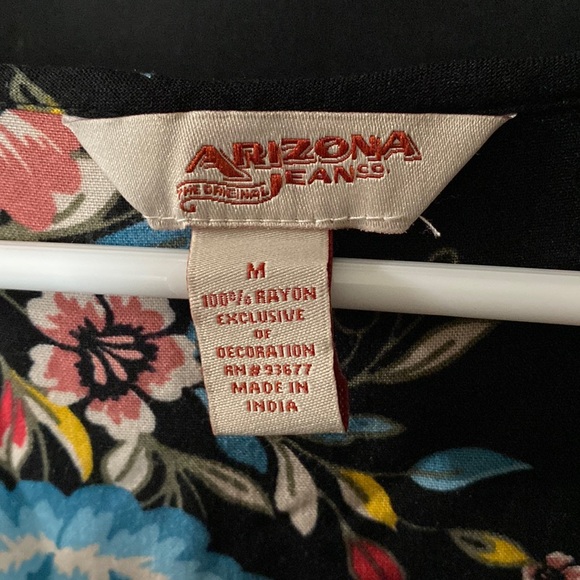 ARIZONA
THE ORIGINAL JEAN CO
M
100% RAYON
EXCLUSIVE
OF
DECORATION
RN # 93677
MADE IN
INDIA